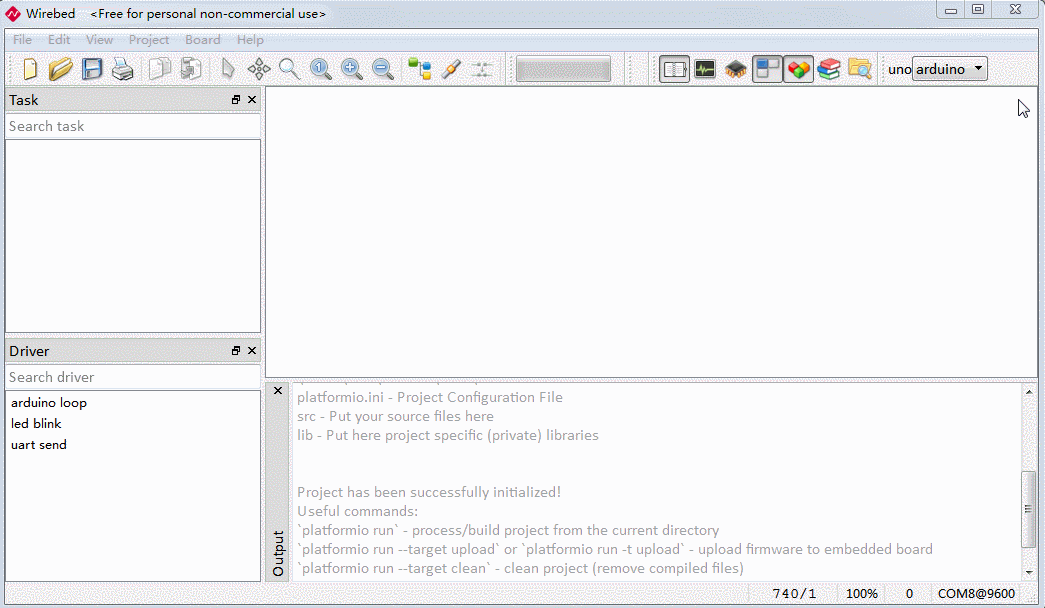 Wirebed <Free for personal non-commercial use>
File Edit View Project Board Help
uno arduino
Task
Search task
Driver
Search driver
arduino loop
led blink
uart send
Output
platformio.ini - Project Configuration File
src - Put your source files here
lib - Put here project specific (private) libraries
Project has been successfully initialized!
Useful commands:
`platformio run` - process/build project from the current directory
`platformio run --target upload` or `platformio run -t upload` - upload firmware to embedded board
`platformio run --target clean` - clean project (remove compiled files)
740/1 100% 0 COM8@9600